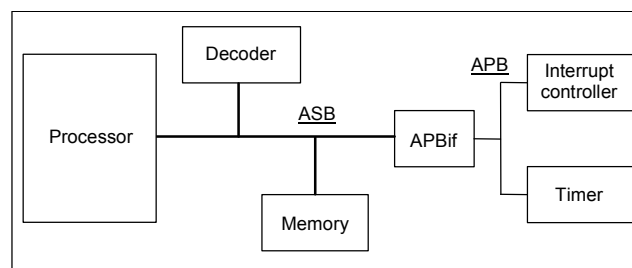 Decoder
Processor
ASB
APBif
APB
Interrupt
controller
Memory
Timer